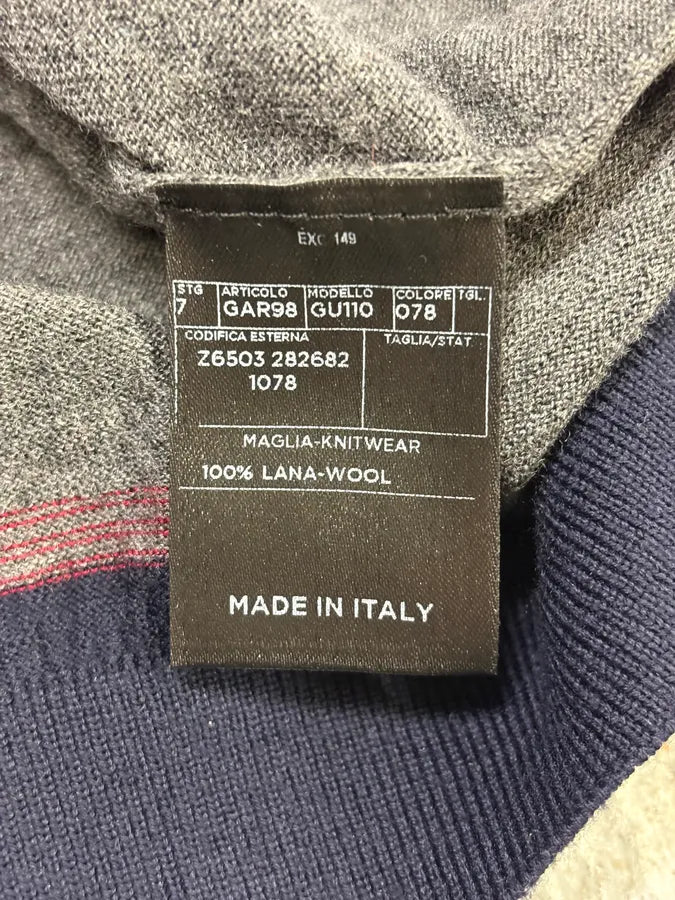 EXC 149
STG ARTICOLO MODELLO COLORE TGL.
7 GAR98 GU110 078
CODIFICA ESTERNA TAGLIA/STAT
Z6503 282682
1078
MAGLIA-KNITWEAR
100% LANA-WOOL
MADE IN ITALY